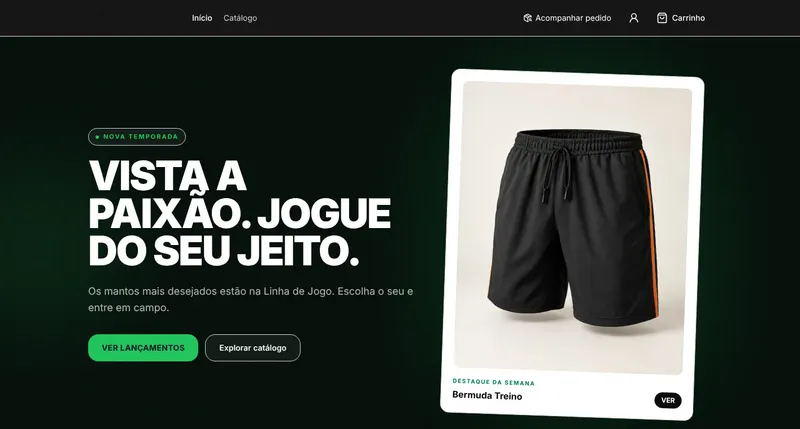 Início
Catálogo
Acompanhar pedido
Carrinho
NOVA TEMPORADA
VISTA A
PAIXÃO. JOGUE
DO SEU JEITO.
Os mantos mais desejados estão na Linha de Jogo. Escolha o seu e
entre em campo.
VER LANÇAMENTOS
Explorar catálogo
DESTAQUE DA SEMANA
Bermuda Treino
VER